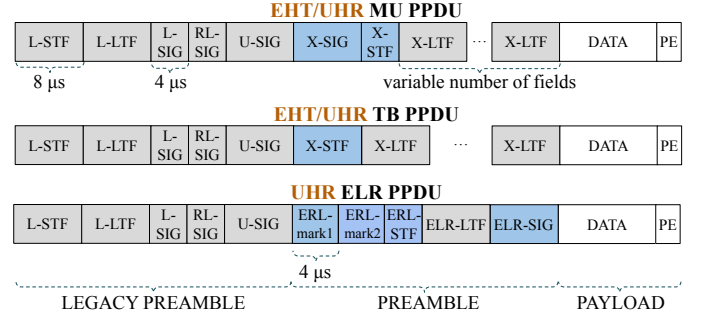 EHT/UHR MU PPDU
L-STF L-LTF L-SIG RL-SIG U-SIG X-SIG X-STF X-LTF ... X-LTF DATA PE
8 μs 4 μs variable number of fields
EHT/UHR TB PPDU
L-STF L-LTF L-SIG RL-SIG U-SIG X-STF X-LTF ... X-LTF DATA PE
UHR ELR PPDU
L-STF L-LTF L-SIG RL-SIG U-SIG ERL-mark1 ERL-mark2 ERL-STF ELR-LTF ELR-SIG DATA PE
4 μs
LEGACY PREAMBLE PREAMBLE PAYLOAD